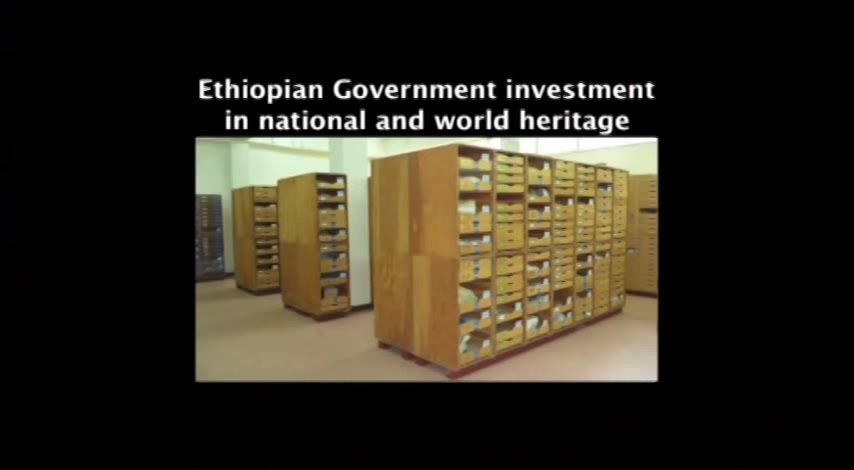 Ethiopian Government investment
in national and world heritage